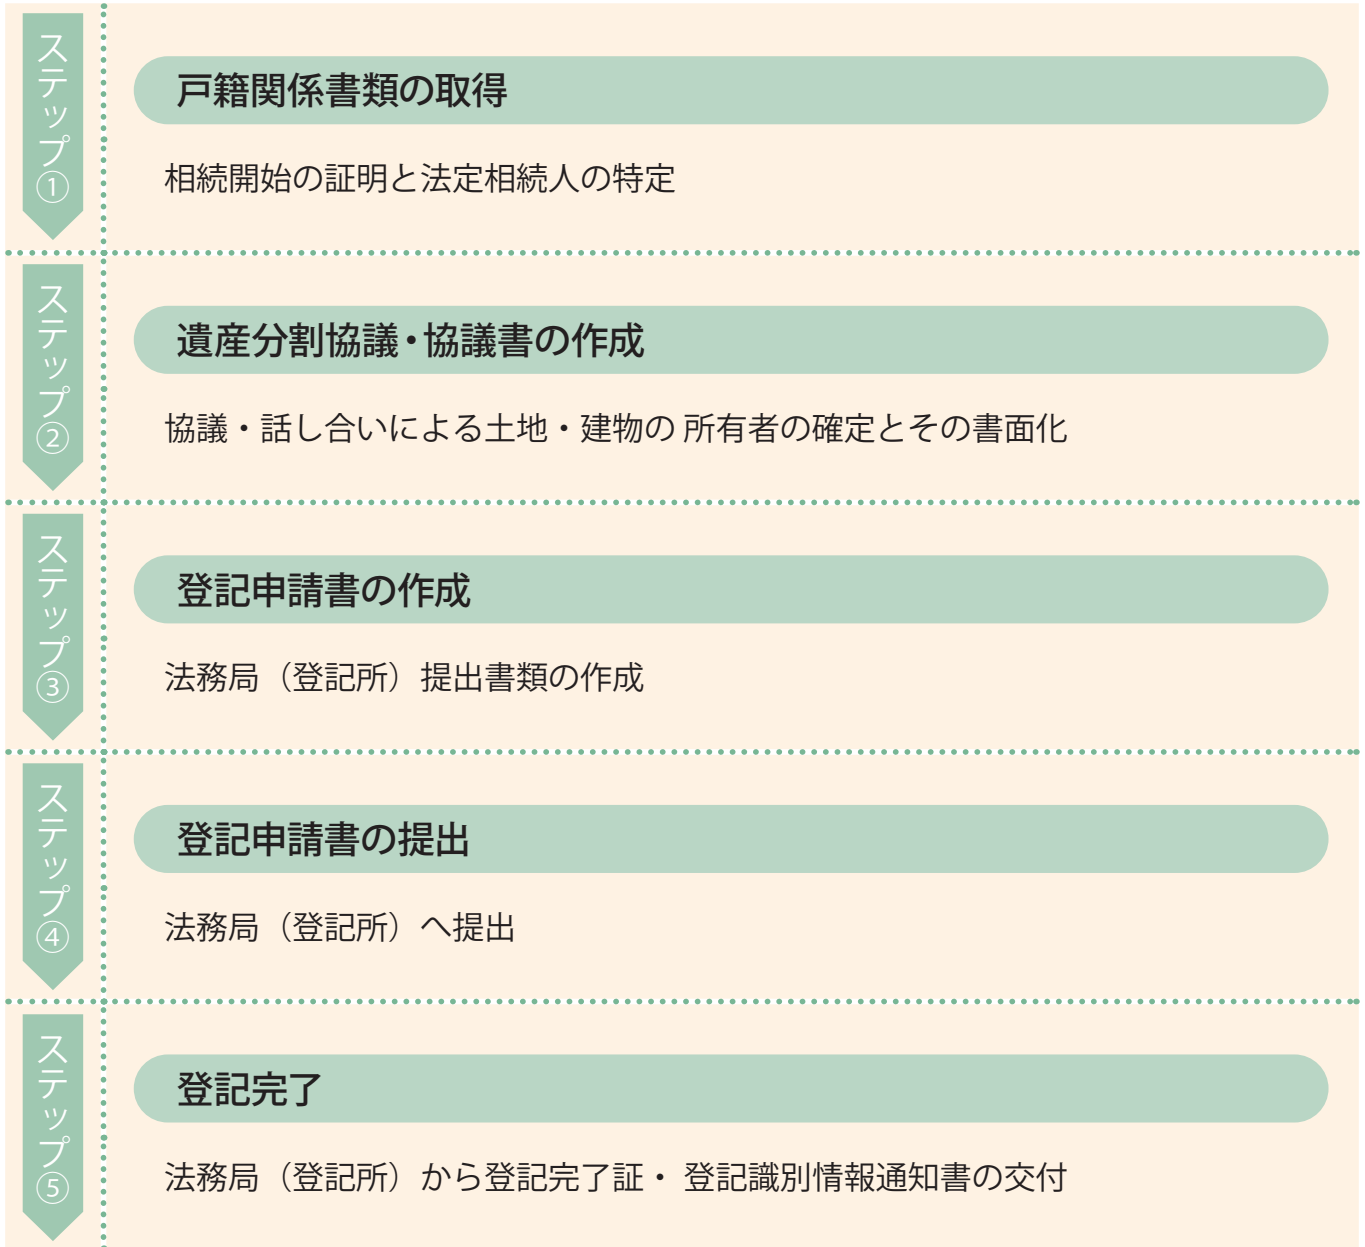 ステップ①
戸籍関係書類の取得
相続開始の証明と法定相続人の特定
ステップ②
遺産分割協議・協議書の作成
協議・話し合いによる土地・建物の 所有者の確定とその書面化
ステップ③
登記申請書の作成
法務局（登記所）提出書類の作成
ステップ④
登記申請書の提出
法務局（登記所）へ提出
ステップ⑤
登記完了
法務局（登記所）から登記完了証・ 登記識別情報通知書の交付